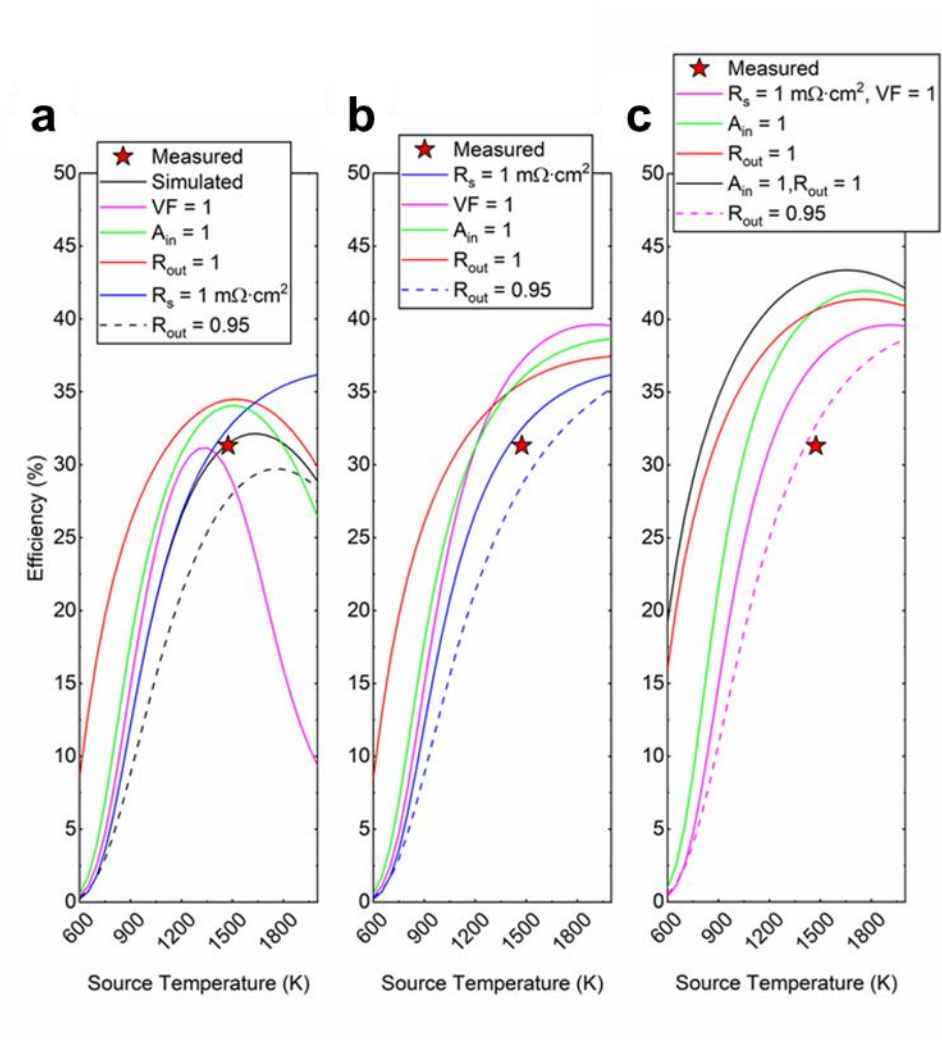 a
Measured
Simulated
VF = 1
A_in = 1
R_out = 1
R_s = 1 mΩ·cm²
R_out = 0.95
Efficiency (%)
50
45
40
35
30
25
20
15
10
5
0
600
900
1200
1500
1800
Source Temperature (K)
b
Measured
R_s = 1 mΩ·cm²
VF = 1
A_in = 1
R_out = 1
R_out = 0.95
50
45
40
35
30
25
20
15
10
5
0
600
900
1200
1500
1800
Source Temperature (K)
c
Measured
R_s = 1 mΩ·cm², VF = 1
A_in = 1
R_out = 1
A_in = 1,R_out = 1
R_out = 0.95
50
45
40
35
30
25
20
15
10
5
0
600
900
1200
1500
1800
Source Temperature (K)